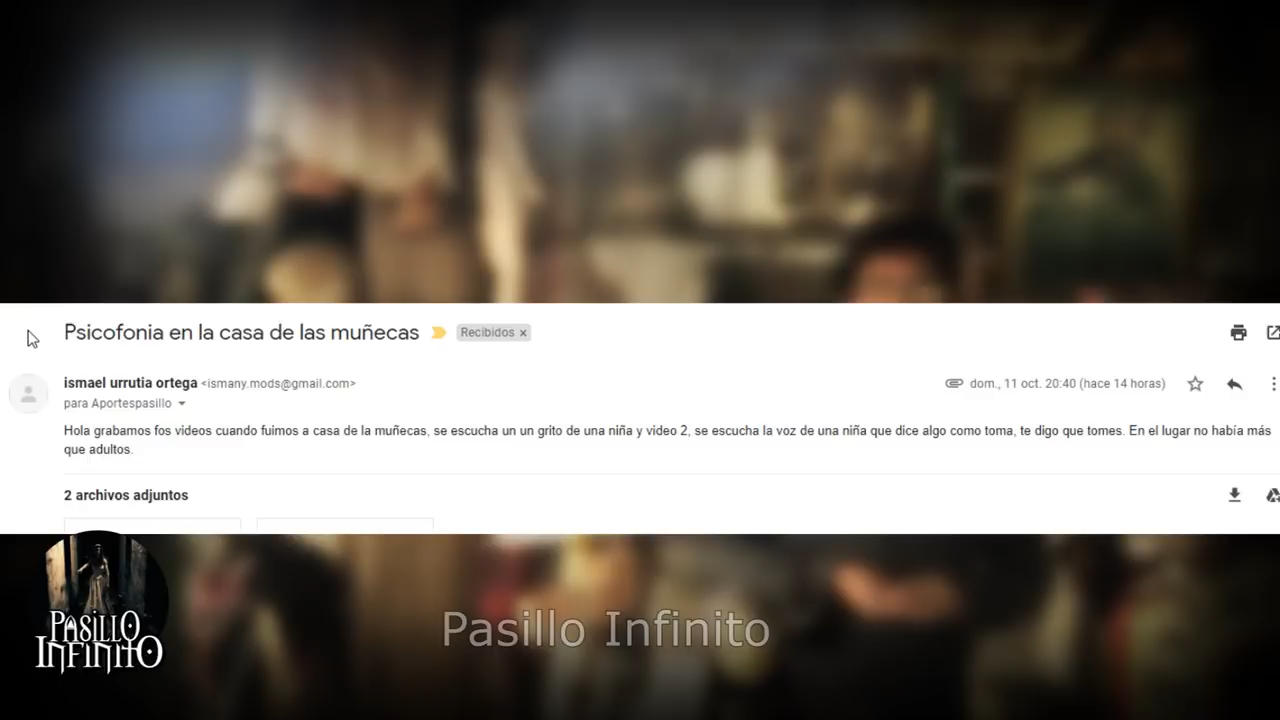 Psicofonia en la casa de las muñecas Recibidos ×
ismael urrutia ortega <ismany.mods@gmail.com> dom., 11 oct. 20:40 (hace 14 horas)
para Aportespasillo
Hola grabamos fos videos cuando fuimos a casa de la muñecas, se escucha un un grito de una niña y video 2, se escucha la voz de una niña que dice algo como toma, te digo que tomes. En el lugar no había más
que adultos.
2 archivos adjuntos
PASILLO
INFINITO
Pasillo Infinito